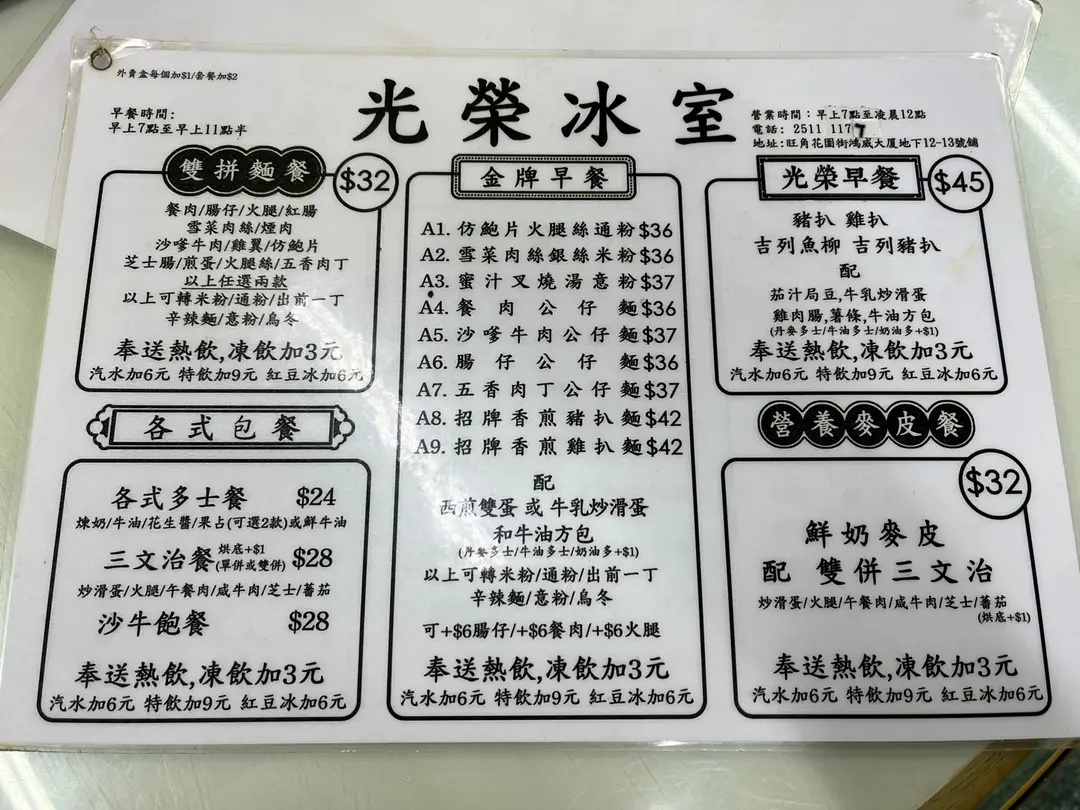 外賣盒每個加$1/套餐加$2
早餐時間:
早上7點至早上11點半
光榮冰室
營業時間：早上7點至凌晨12點
電話: 2511 1177
地址:旺角花園街鴻威大厦地下12-13號舖
雙拼麵餐
$32
餐肉/腸仔/火腿/紅腸
雪菜肉絲/煙肉
沙嗲牛肉/雞翼/仿鮑片
芝士腸/煎蛋/火腿絲/五香肉丁
以上任選兩款
以上可轉米粉/通粉/出前一丁
辛辣麵/意粉/烏冬
奉送熱飲,凍飲加3元
汽水加6元 特飲加9元 紅豆冰加6元
各式包餐
各式多士餐 $24
煉奶/牛油/花生醬/果占(可選2款)或鮮牛油
三文治餐 烘底+$1 (單併或雙併) $28
炒滑蛋/火腿/午餐肉/咸牛肉/芝士/蕃茄
沙牛飽餐 $28
奉送熱飲,凍飲加3元
汽水加6元 特飲加9元 紅豆冰加6元
金牌早餐
A1. 仿鮑片火腿絲通粉 $36
A2. 雪菜肉絲銀絲米粉 $36
A3. 蜜汁叉燒湯意粉 $37
A4. 餐肉公仔麵 $36
A5. 沙嗲牛肉公仔麵 $37
A6. 腸仔公仔麵 $36
A7. 五香肉丁公仔麵 $37
A8. 招牌香煎豬扒麵 $42
A9. 招牌香煎雞扒麵 $42
配
西煎雙蛋 或 牛乳炒滑蛋
和牛油方包
(丹麥多士/牛油多士/奶油多+$1)
以上可轉米粉/通粉/出前一丁
辛辣麵/意粉/烏冬
可+$6腸仔/+$6餐肉/+$6火腿
奉送熱飲,凍飲加3元
汽水加6元 特飲加9元 紅豆冰加6元
光榮早餐
$45
豬扒 雞扒
吉列魚柳 吉列豬扒
配
茄汁局豆,牛乳炒滑蛋
雞肉腸,薯條,牛油方包
(丹麥多士/牛油多士/奶油多+$1)
奉送熱飲,凍飲加3元
汽水加6元 特飲加9元 紅豆冰加6元
營養麥皮餐
$32
鮮奶麥皮
配 雙併三文治
炒滑蛋/火腿/午餐肉/咸牛肉/芝士/蕃茄
(烘底+$1)
奉送熱飲,凍飲加3元
汽水加6元 特飲加9元 紅豆冰加6元